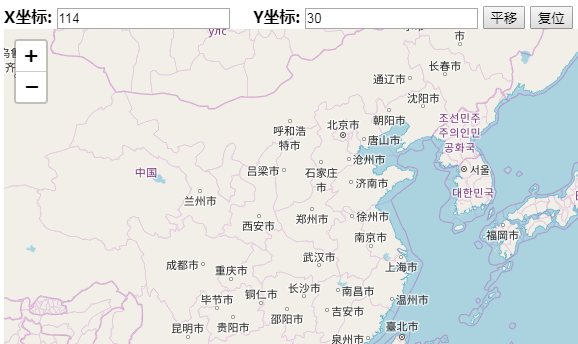 X坐标: 114 Y坐标: 30 平移 复位
улс
+
−
长春市
通辽市
沈阳市
朝阳市
呼和浩
特市
北京市
唐山市
조선민주
주의인민
공화국
沧州市
서울
中国
吕梁市
石家庄
市
济南市
兰州市
대한민국
郑州市
徐州市
西安市
南京市
福岡市
成都市
重庆市
武汉市
上海市
毕节市
铜仁市
长沙市
南昌市
温州市
昆明市
贵阳市
邵阳市
吉安市
臺北市
泉州市